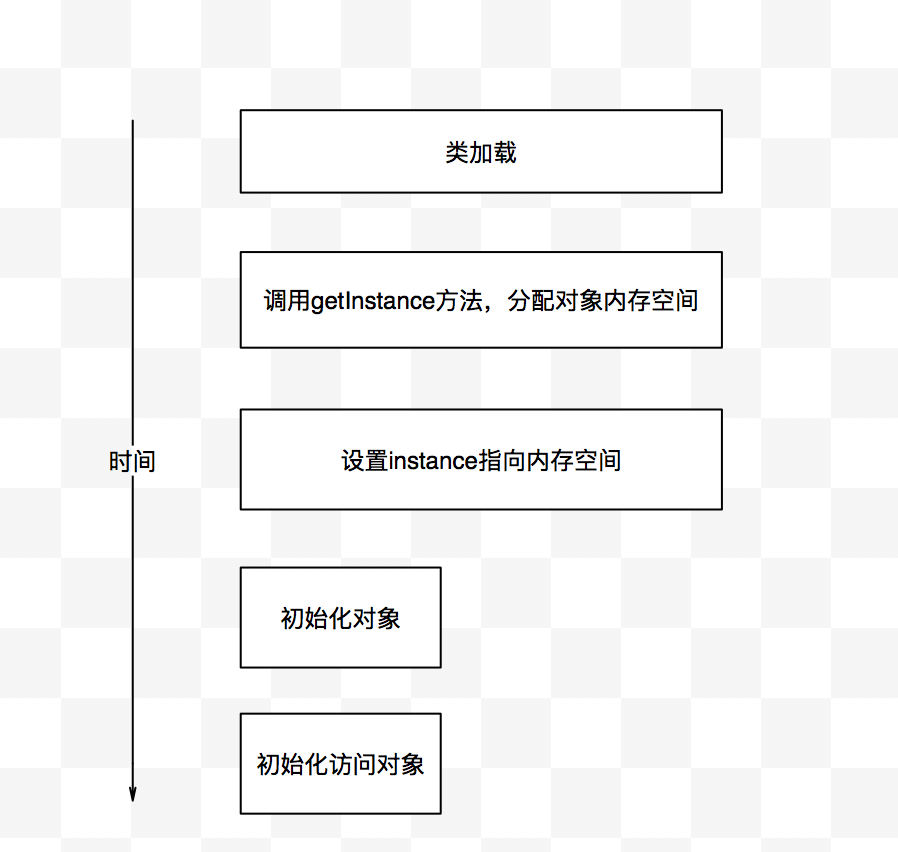 类加载
调用getInstance方法，分配对象内存空间
时间
设置instance指向内存空间
初始化对象
初始化访问对象